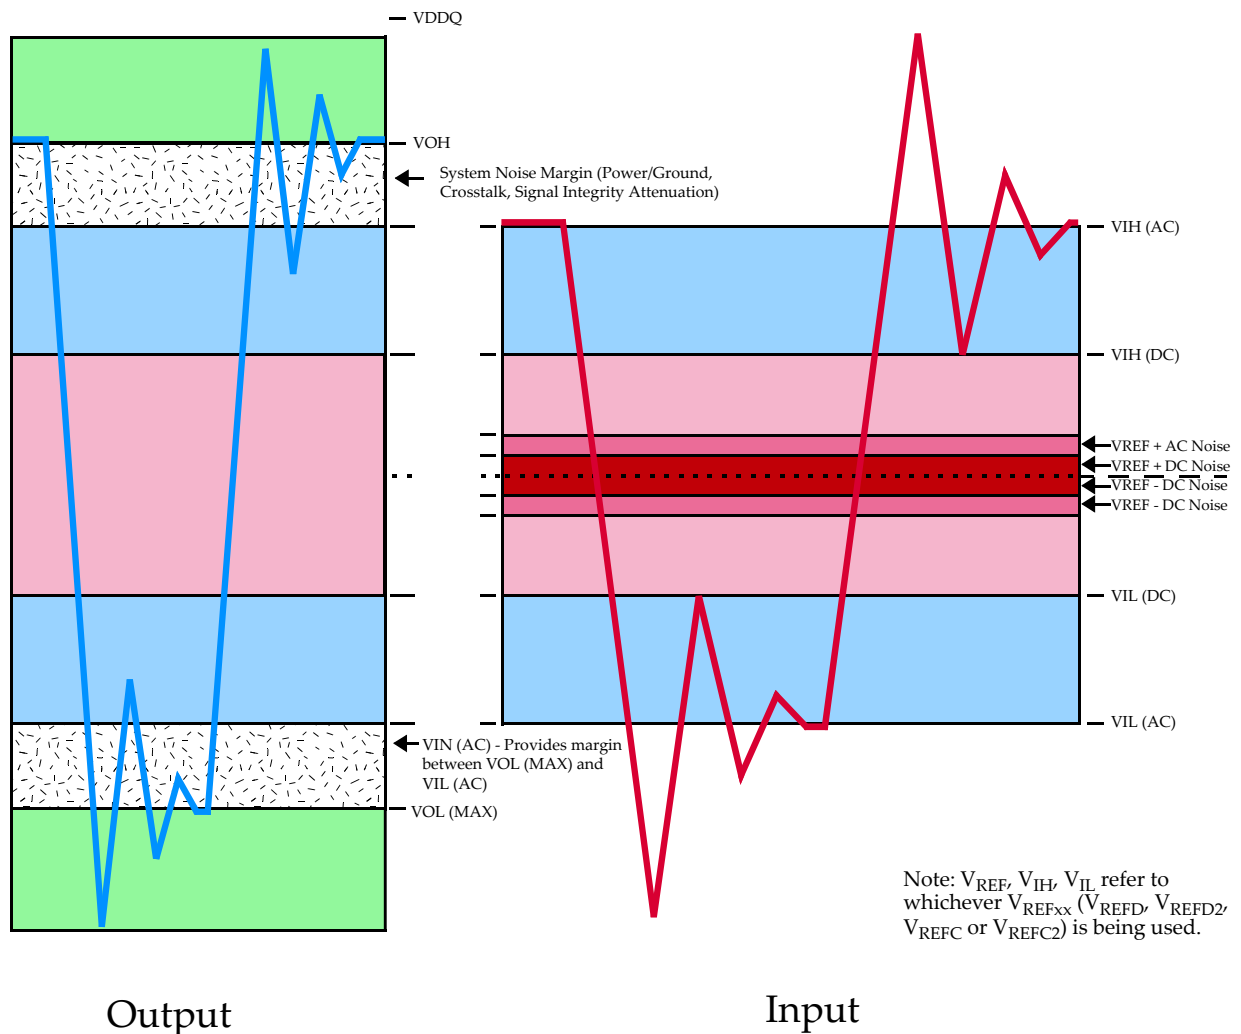 VDDQ
VOH
System Noise Margin (Power/Ground,
Crosstalk, Signal Integrity Attenuation)
VIH (AC)
VIH (DC)
VREF + AC Noise
VREF + DC Noise
VREF - DC Noise
VREF - DC Noise
VIL (DC)
VIL (AC)
VIN (AC) - Provides margin
between VOL (MAX) and
VIL (AC)
VOL (MAX)
Note: VREF, VIH, VIL refer to
whichever VREFxx (VREFD, VREFD2,
VREFC or VREFC2) is being used.
Output
Input